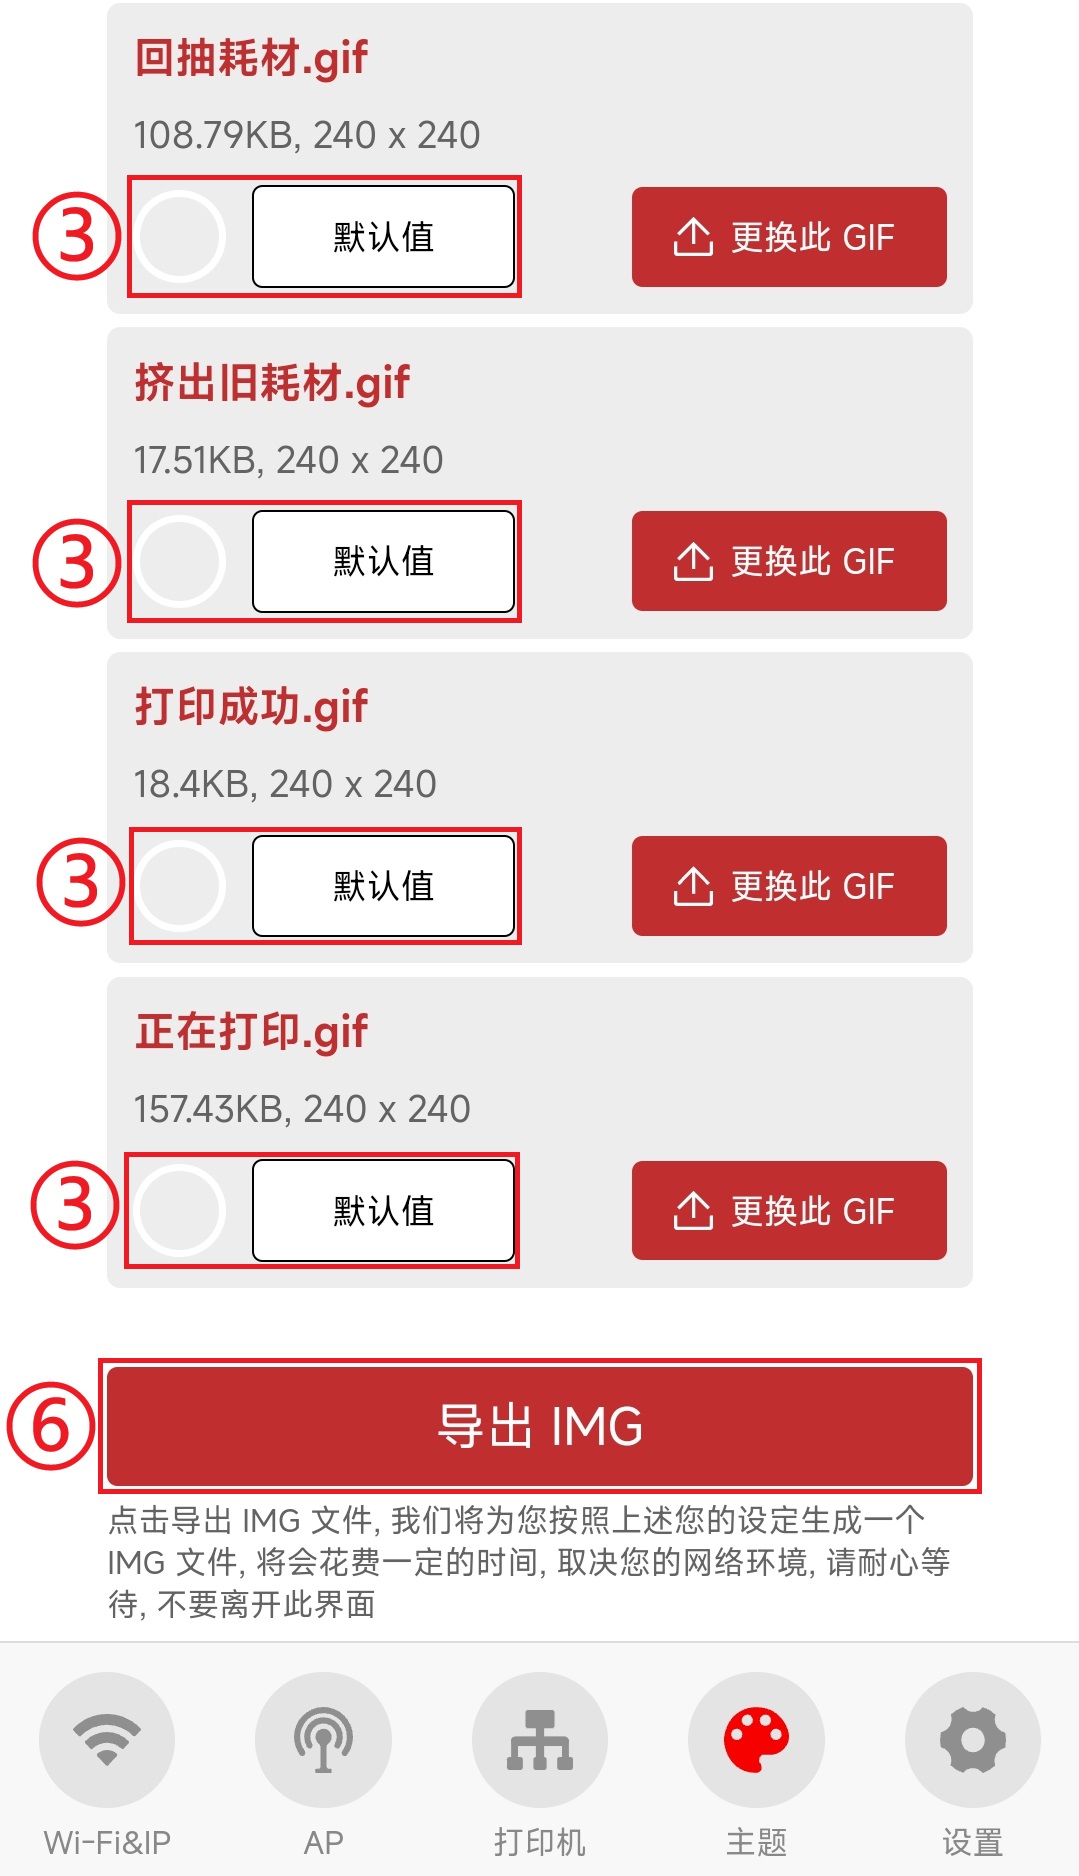 回抽耗材.gif
108.79KB, 240 x 240
③ 默认值 更换此 GIF
挤出旧耗材.gif
17.51KB, 240 x 240
③ 默认值 更换此 GIF
打印成功.gif
18.4KB, 240 x 240
③ 默认值 更换此 GIF
正在打印.gif
157.43KB, 240 x 240
③ 默认值 更换此 GIF
⑥ 导出 IMG
点击导出 IMG 文件, 我们将为您按照上述您的设定生成一个
IMG 文件, 将会花费一定的时间, 取决您的网络环境, 请耐心等
待, 不要离开此界面
Wi-Fi&IP AP 打印机 主题 设置